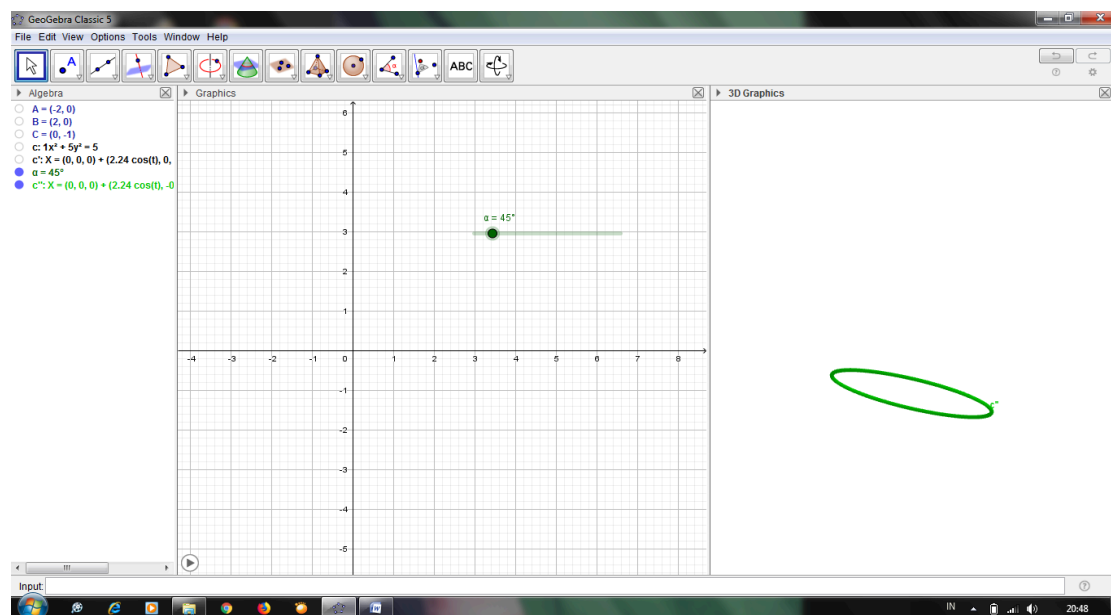 GeoGebra Classic 5
File Edit View Options Tools Window Help
ABC
Algebra
Graphics
3D Graphics
A = (-2, 0)
B = (2, 0)
C = (0, -1)
c: 1x² + 5y² = 5
c': X = (0, 0, 0) + (2.24 cos(t), 0,
α = 45°
c'': X = (0, 0, 0) + (2.24 cos(t), -0
6
5
4
α = 45°
3
2
1
-4 -3 -2 -1 0 1 2 3 4 5 6 7 8
-1
c''
-2
-3
-4
-5
Input:
IN 20:48